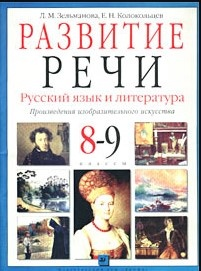 Л. М. Зельманова, Е. Н. Колокольцев
РАЗВИТИЕ
РЕЧИ
Русский язык и литература
Произведения изобразительного искусства
8-9
классы